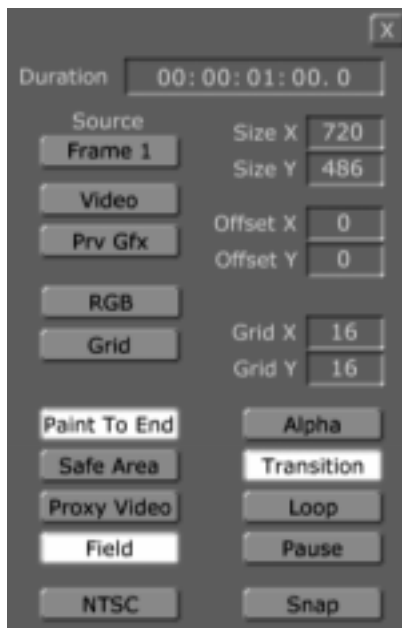 X
Duration 00:00:01:00.0
Source
Frame 1
Size X 720
Size Y 486
Video
Prv Gfx
Offset X 0
Offset Y 0
RGB
Grid
Grid X 16
Grid Y 16
Paint To End Alpha
Safe Area Transition
Proxy Video Loop
Field Pause
NTSC Snap